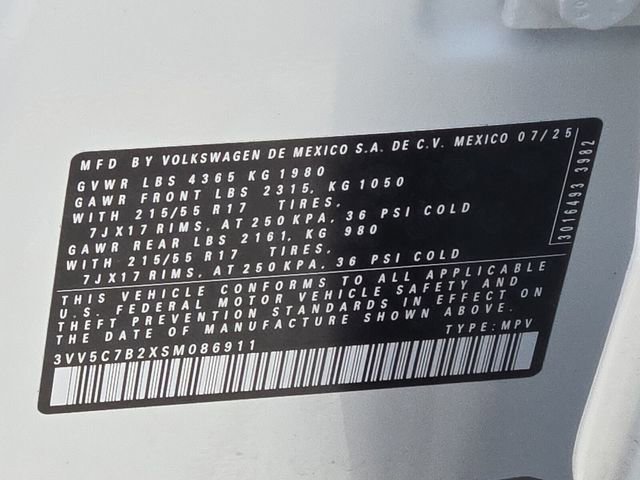 MFD BY VOLKSWAGEN DE MEXICO S.A. DE C.V. MEXICO 07/25
GVWR LBS 4365 KG 1980
GAWR FRONT LBS 2315, KG 1050
WITH 215/55 R17 TIRES,
7JX17 RIMS, AT 250 KPA, 36 PSI COLD
GAWR REAR LBS 2161, KG 980
WITH 215/55 R17 TIRES,
7JX17 RIMS, AT 250 KPA, 36 PSI COLD
THIS VEHICLE CONFORMS TO ALL APPLICABLE
U.S. FEDERAL MOTOR VEHICLE SAFETY AND
THEFT PREVENTION STANDARDS IN EFFECT ON
THE DATE OF MANUFACTURE SHOWN ABOVE.
3VV5C7B2XSM086911 TYPE: MPV
3016493 3982